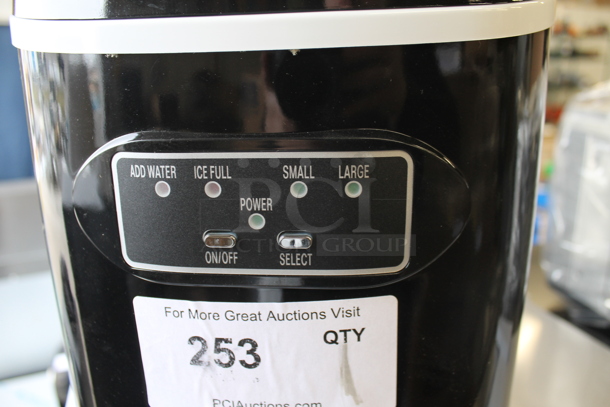 ADD WATER ICE FULL SMALL LARGE
POWER
ON/OFF SELECT
PCI
AUCTION GROUP
For More Great Auctions Visit
253 QTY
PCIAuctions.com